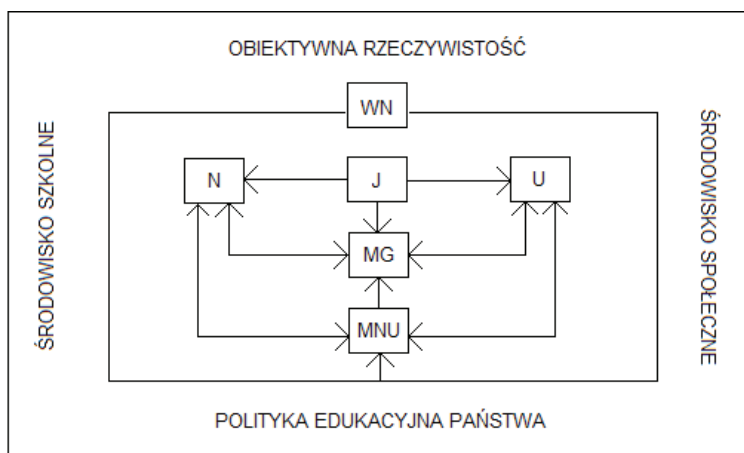 OBIEKTYWNA RZECZYWISTOŚĆ
WN
ŚRODOWISKO SZKOLNE
ŚRODOWISKO SPOŁECZNE
N
J
U
MG
MNU
POLITYKA EDUKACYJNA PAŃSTWA